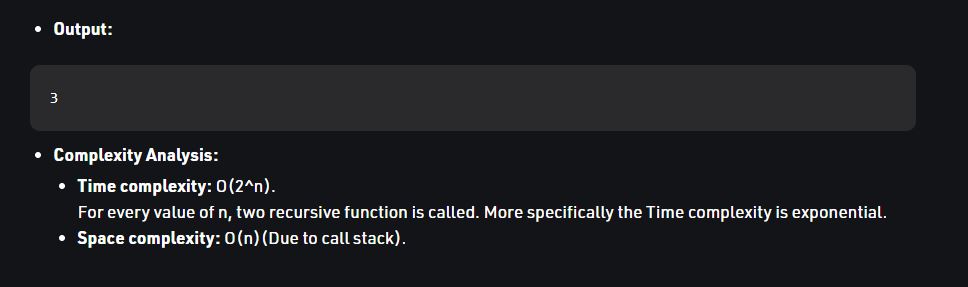 Output:
3
Complexity Analysis:
Time complexity: O(2^n).
For every value of n, two recursive function is called. More specifically the Time complexity is exponential.
Space complexity: O(n)(Due to call stack).